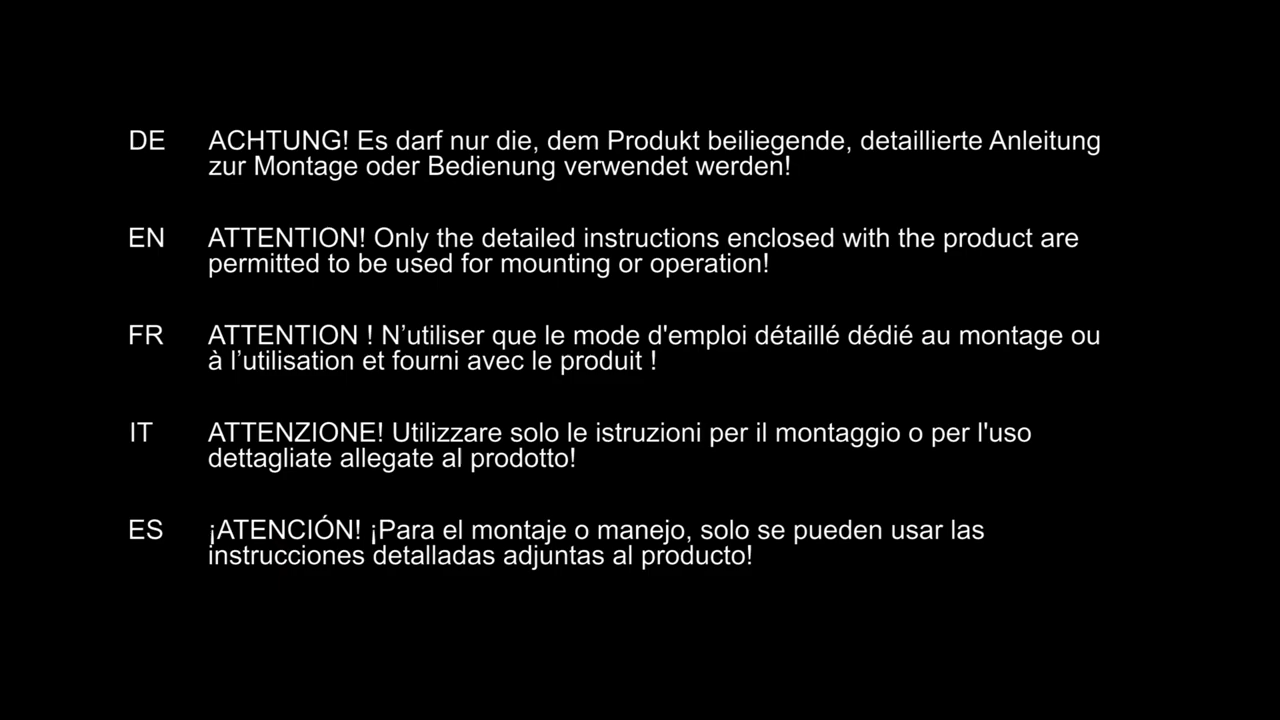 DE ACHTUNG! Es darf nur die, dem Produkt beiliegende, detaillierte Anleitung
zur Montage oder Bedienung verwendet werden!
EN ATTENTION! Only the detailed instructions enclosed with the product are
permitted to be used for mounting or operation!
FR ATTENTION ! N’utiliser que le mode d'emploi détaillé dédié au montage ou
à l’utilisation et fourni avec le produit !
IT ATTENZIONE! Utilizzare solo le istruzioni per il montaggio o per l'uso
dettagliate allegate al prodotto!
ES ¡ATENCIÓN! ¡Para el montaje o manejo, solo se pueden usar las
instrucciones detalladas adjuntas al producto!